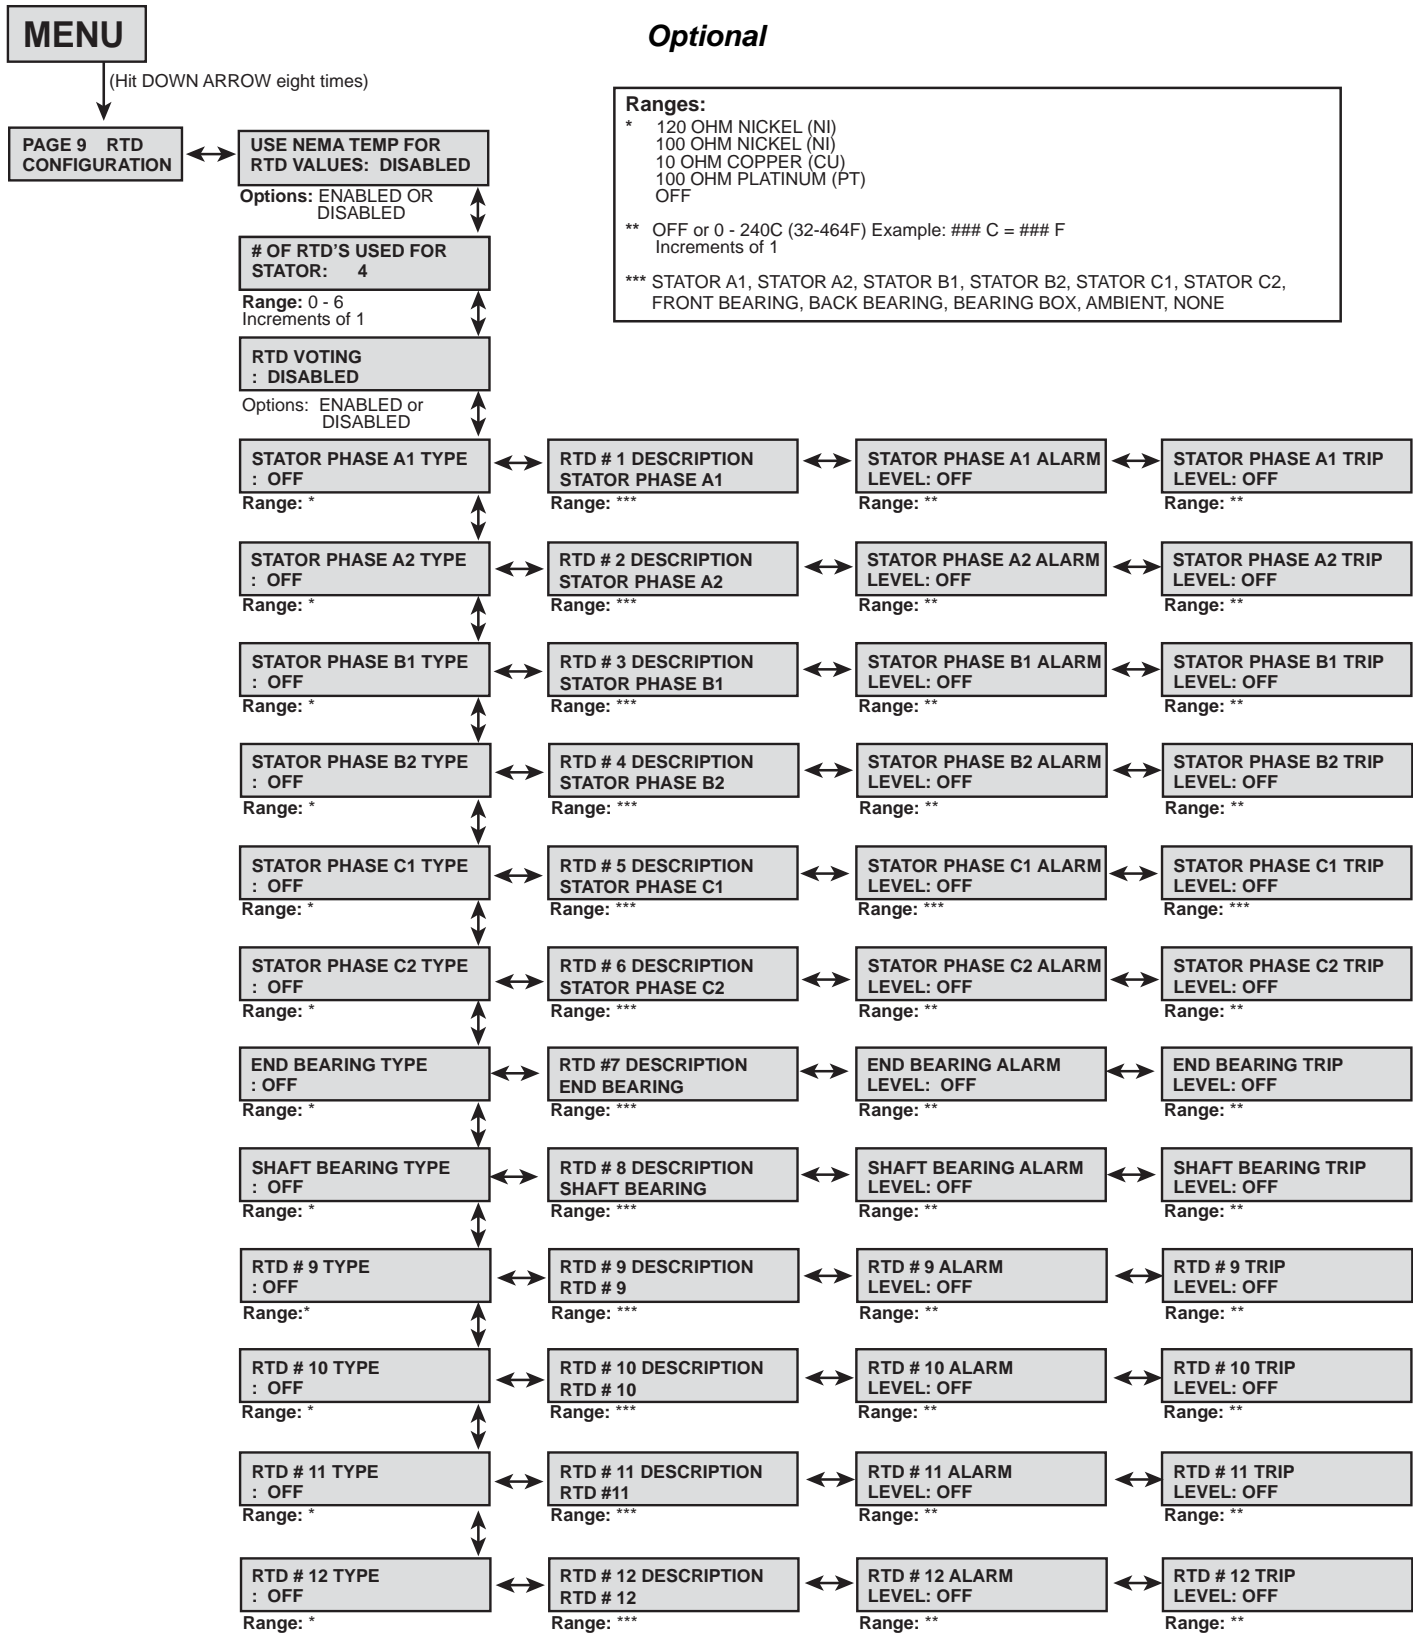 MENU
Optional
(Hit DOWN ARROW eight times)
PAGE 9 RTD
CONFIGURATION
USE NEMA TEMP FOR
RTD VALUES: DISABLED
Options: ENABLED OR
DISABLED
Ranges:
* 120 OHM NICKEL (NI)
100 OHM NICKEL (NI)
10 OHM COPPER (CU)
100 OHM PLATINUM (PT)
OFF
** OFF or 0 - 240C (32-464F) Example: ### C = ### F
Increments of 1
*** STATOR A1, STATOR A2, STATOR B1, STATOR B2, STATOR C1, STATOR C2,
FRONT BEARING, BACK BEARING, BEARING BOX, AMBIENT, NONE
# OF RTD'S USED FOR
STATOR: 4
Range: 0 - 6
Increments of 1
RTD VOTING
: DISABLED
Options: ENABLED or
DISABLED
STATOR PHASE A1 TYPE
: OFF
Range: *
RTD # 1 DESCRIPTION
STATOR PHASE A1
Range: ***
STATOR PHASE A1 ALARM
LEVEL: OFF
Range: **
STATOR PHASE A1 TRIP
LEVEL: OFF
Range: **
STATOR PHASE A2 TYPE
: OFF
Range: *
RTD # 2 DESCRIPTION
STATOR PHASE A2
Range: ***
STATOR PHASE A2 ALARM
LEVEL: OFF
Range: **
STATOR PHASE A2 TRIP
LEVEL: OFF
Range: **
STATOR PHASE B1 TYPE
: OFF
Range: *
RTD # 3 DESCRIPTION
STATOR PHASE B1
Range: ***
STATOR PHASE B1 ALARM
LEVEL: OFF
Range: **
STATOR PHASE B1 TRIP
LEVEL: OFF
Range: **
STATOR PHASE B2 TYPE
: OFF
Range: *
RTD # 4 DESCRIPTION
STATOR PHASE B2
Range: ***
STATOR PHASE B2 ALARM
LEVEL: OFF
Range: **
STATOR PHASE B2 TRIP
LEVEL: OFF
Range: **
STATOR PHASE C1 TYPE
: OFF
Range: *
RTD # 5 DESCRIPTION
STATOR PHASE C1
Range: ***
STATOR PHASE C1 ALARM
LEVEL: OFF
Range: ***
STATOR PHASE C1 TRIP
LEVEL: OFF
Range: ***
STATOR PHASE C2 TYPE
: OFF
Range: *
RTD # 6 DESCRIPTION
STATOR PHASE C2
Range: ***
STATOR PHASE C2 ALARM
LEVEL: OFF
Range: **
STATOR PHASE C2 TRIP
LEVEL: OFF
Range: **
END BEARING TYPE
: OFF
Range: *
RTD #7 DESCRIPTION
END BEARING
Range: ***
END BEARING ALARM
LEVEL: OFF
Range: **
END BEARING TRIP
LEVEL: OFF
Range: **
SHAFT BEARING TYPE
: OFF
Range: *
RTD # 8 DESCRIPTION
SHAFT BEARING
Range: ***
SHAFT BEARING ALARM
LEVEL: OFF
Range: **
SHAFT BEARING TRIP
LEVEL: OFF
Range: **
RTD # 9 TYPE
: OFF
Range:*
RTD # 9 DESCRIPTION
RTD # 9
Range: ***
RTD # 9 ALARM
LEVEL: OFF
Range: **
RTD # 9 TRIP
LEVEL: OFF
Range: **
RTD # 10 TYPE
: OFF
Range: *
RTD # 10 DESCRIPTION
RTD # 10
Range: ***
RTD # 10 ALARM
LEVEL: OFF
Range: **
RTD # 10 TRIP
LEVEL: OFF
Range: **
RTD # 11 TYPE
: OFF
Range: *
RTD # 11 DESCRIPTION
RTD #11
Range: ***
RTD # 11 ALARM
LEVEL: OFF
Range: **
RTD # 11 TRIP
LEVEL: OFF
Range: **
RTD # 12 TYPE
: OFF
Range: *
RTD # 12 DESCRIPTION
RTD # 12
Range: ***
RTD # 12 ALARM
LEVEL: OFF
Range: **
RTD # 12 TRIP
LEVEL: OFF
Range: **